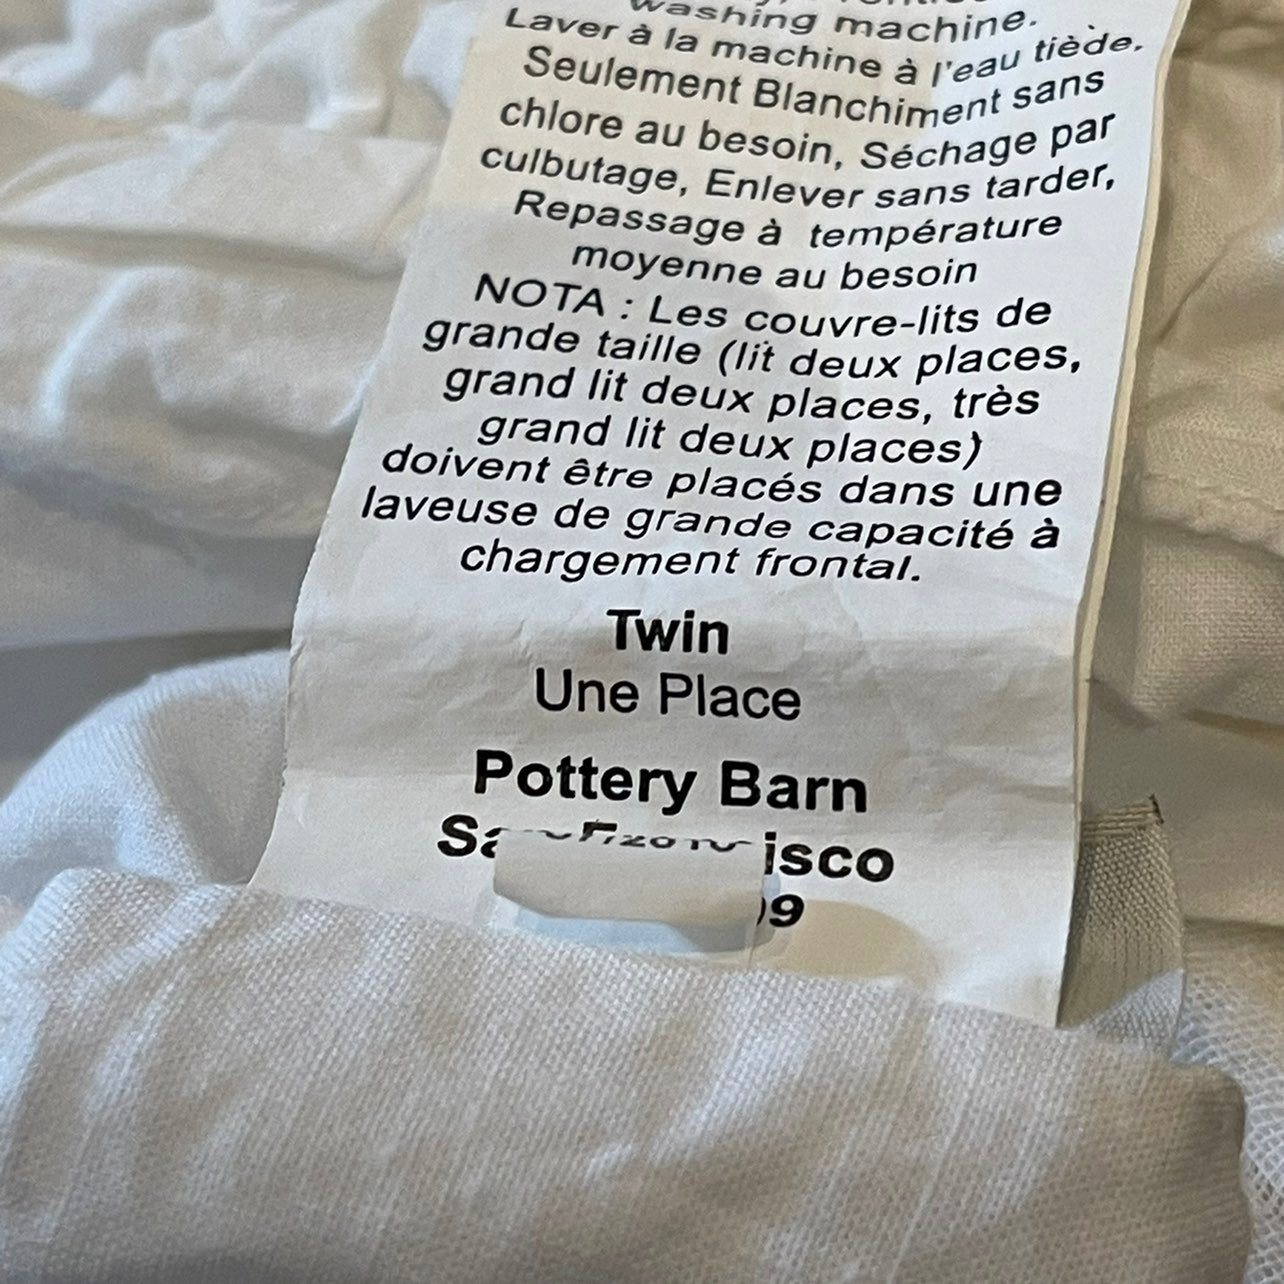 washing machine.
Laver à la machine à l'eau tiède.
Seulement Blanchiment sans
chlore au besoin, Séchage par
culbutage, Enlever sans tarder,
Repassage à température
moyenne au besoin
NOTA : Les couvre-lits de
grande taille (lit deux places,
grand lit deux places, très
grand lit deux places)
doivent être placés dans une
laveuse de grande capacité à
chargement frontal.
Twin
Une Place
Pottery Barn